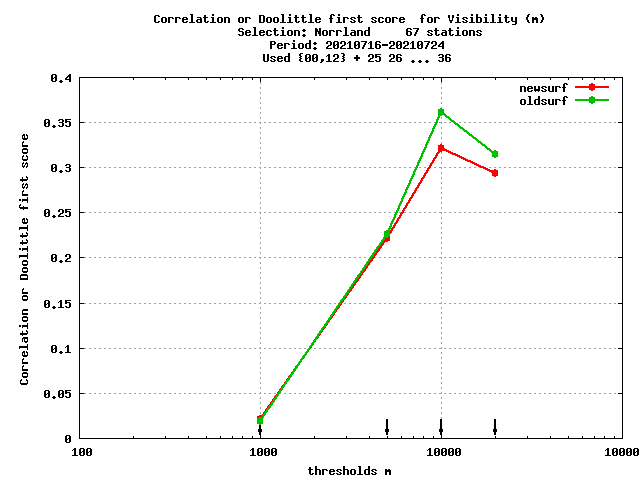 Correlation or Doolittle first score  for Visibility (m)
Selection: Norrland     67 stations
Period: 20210716-20210724
Used {00,12} + 25 26 ... 36
newsurf
oldsurf
0.4
0.35
0.3
0.25
0.2
0.15
0.1
0.05
0
Correlation or Doolittle first score
100
1000
10000
10000
thresholds m